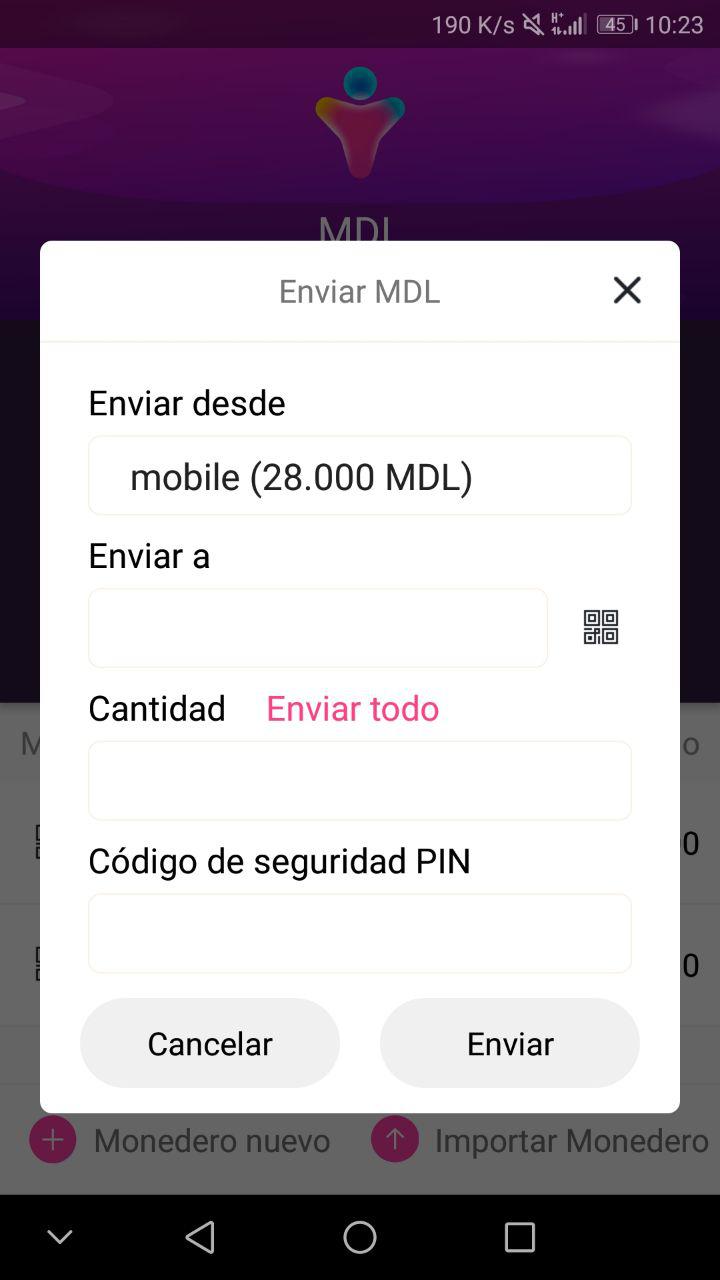 190 K/s 45 10:23
MDL
Enviar MDL
Enviar desde
mobile (28.000 MDL)
Enviar a
Cantidad Enviar todo
Código de seguridad PIN
Cancelar Enviar
Monedero nuevo Importar Monedero